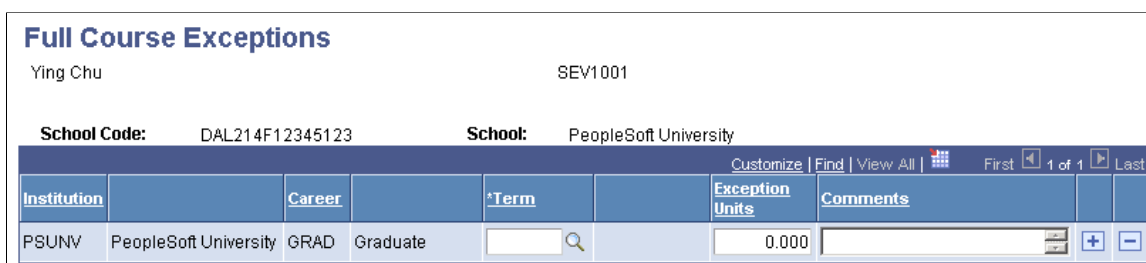 Full Course Exceptions
Ying Chu SEV1001
School Code: DAL214F12345123 School: PeopleSoft University
Customize | Find | View All | First 1 of 1 Last
Institution Career *Term Exception Units Comments
PSUNV PeopleSoft University GRAD Graduate 0.000